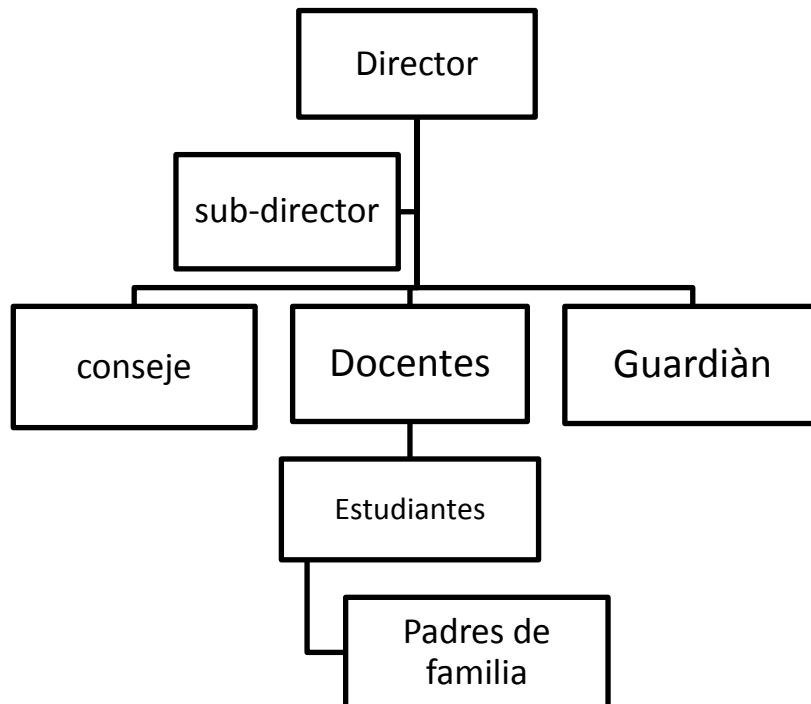 Director
sub-director
conseje
Docentes
Guardiàn
Estudiantes
Padres de
familia